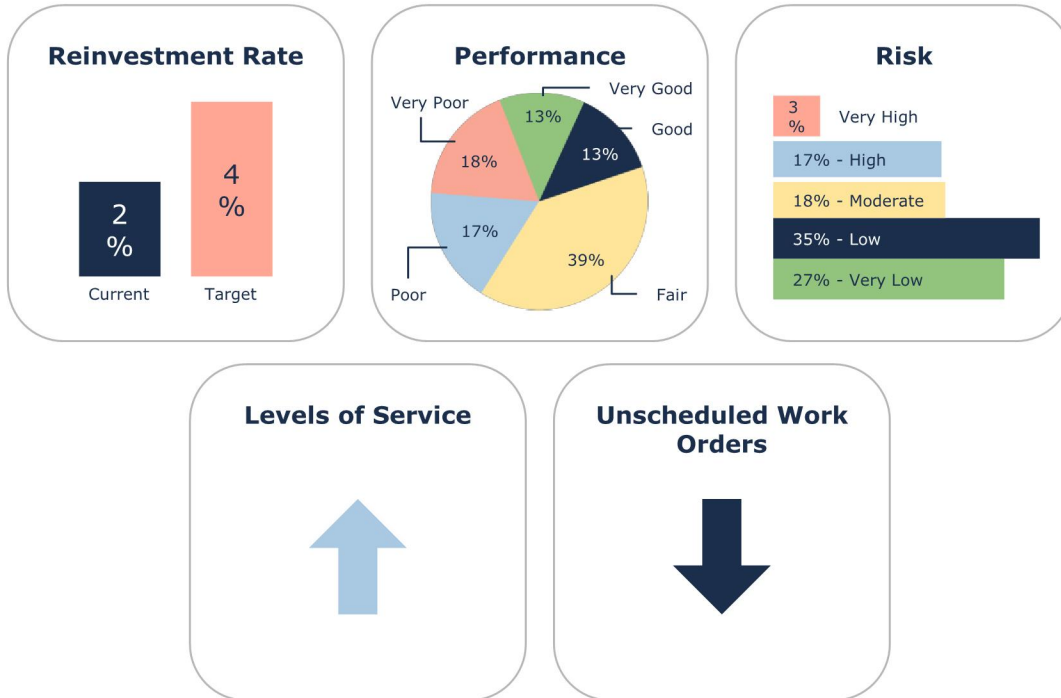 Reinvestment Rate
2
%
4
%
Current
Target
Performance
Very Poor
Very Good
13%
Good
18%
13%
17%
39%
Poor
Fair
Risk
3
%
Very High
17% - High
18% - Moderate
35% - Low
27% - Very Low
Levels of Service
Unscheduled Work
Orders